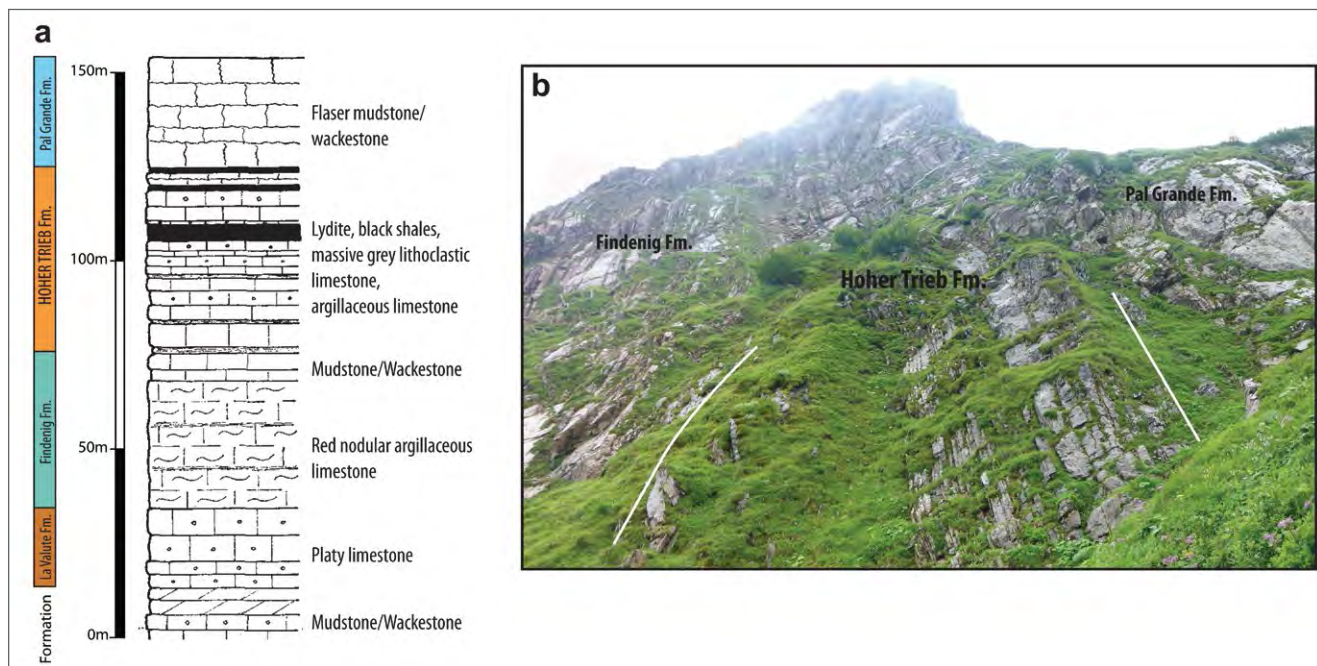 a
150m
100m
50m
0m
Pal Grande Fm.
HOHER TRIEB Fm.
Findenig Fm.
La Valute Fm.
Formation
Flaser mudstone/
wackestone
Lydite, black shales,
massive grey lithoclastic
limestone,
argillaceous limestone
Mudstone/Wackestone
Red nodular argillaceous
limestone
Platy limestone
Mudstone/Wackestone
b
Findenig Fm.
Hoher Trieb Fm.
Pal Grande Fm.